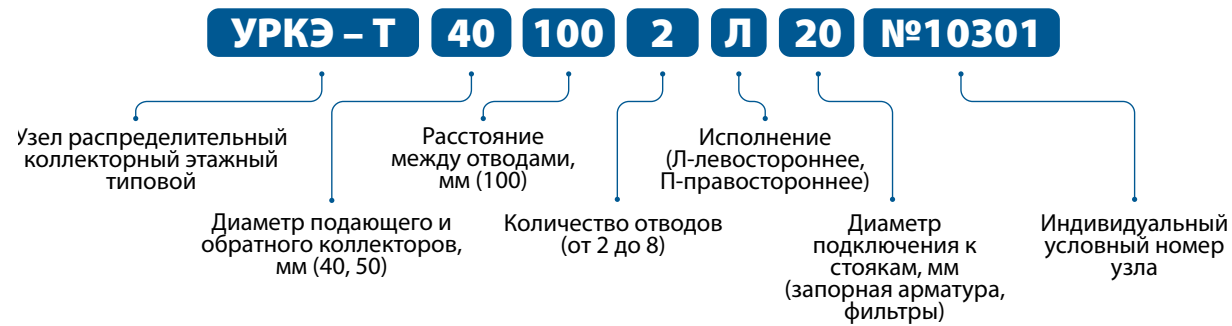 УРКЭ – Т 40 100 2 Л 20 №10301
Узел распределительный
коллекторный этажный
типовой
Расстояние
между отводами,
мм (100)
Исполнение
(Л-левостороннее,
П-правостороннее)
Диаметр подающего и
обратного коллекторов,
мм (40, 50)
Количество отводов
(от 2 до 8)
Диаметр
подключения к
стоякам, мм
(запорная арматура,
фильтры)
Индивидуальный
условный номер
узла